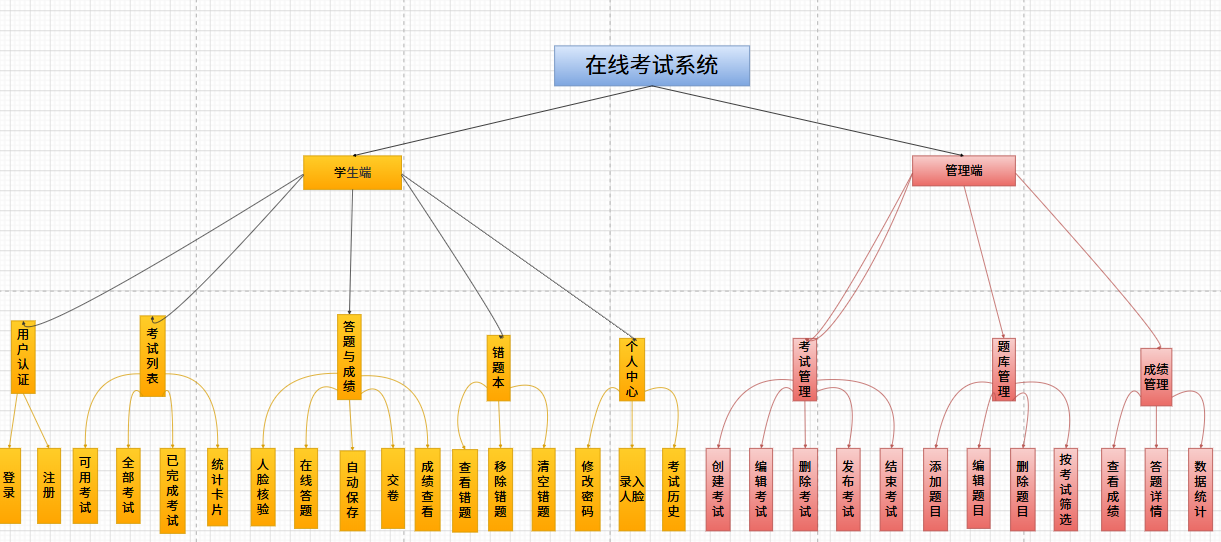 在线考试系统
学生端
管理端
用户认证
考试列表
答题与成绩
错题本
个人中心
考试管理
题库管理
成绩
管理
登录
注册
可用考试
全部考试
已完成考试
统计卡片
人脸核验
在线答题
自动保存
交卷
成绩查看
查看错题
移除错题
清空错题
修改密码
录入
人脸
考试历史
创建考试
编辑考试
删除考试
发布考试
结束考试
添加题目
编辑题目
删除题目
按考试筛选
查看成绩
答题详情
数据统计